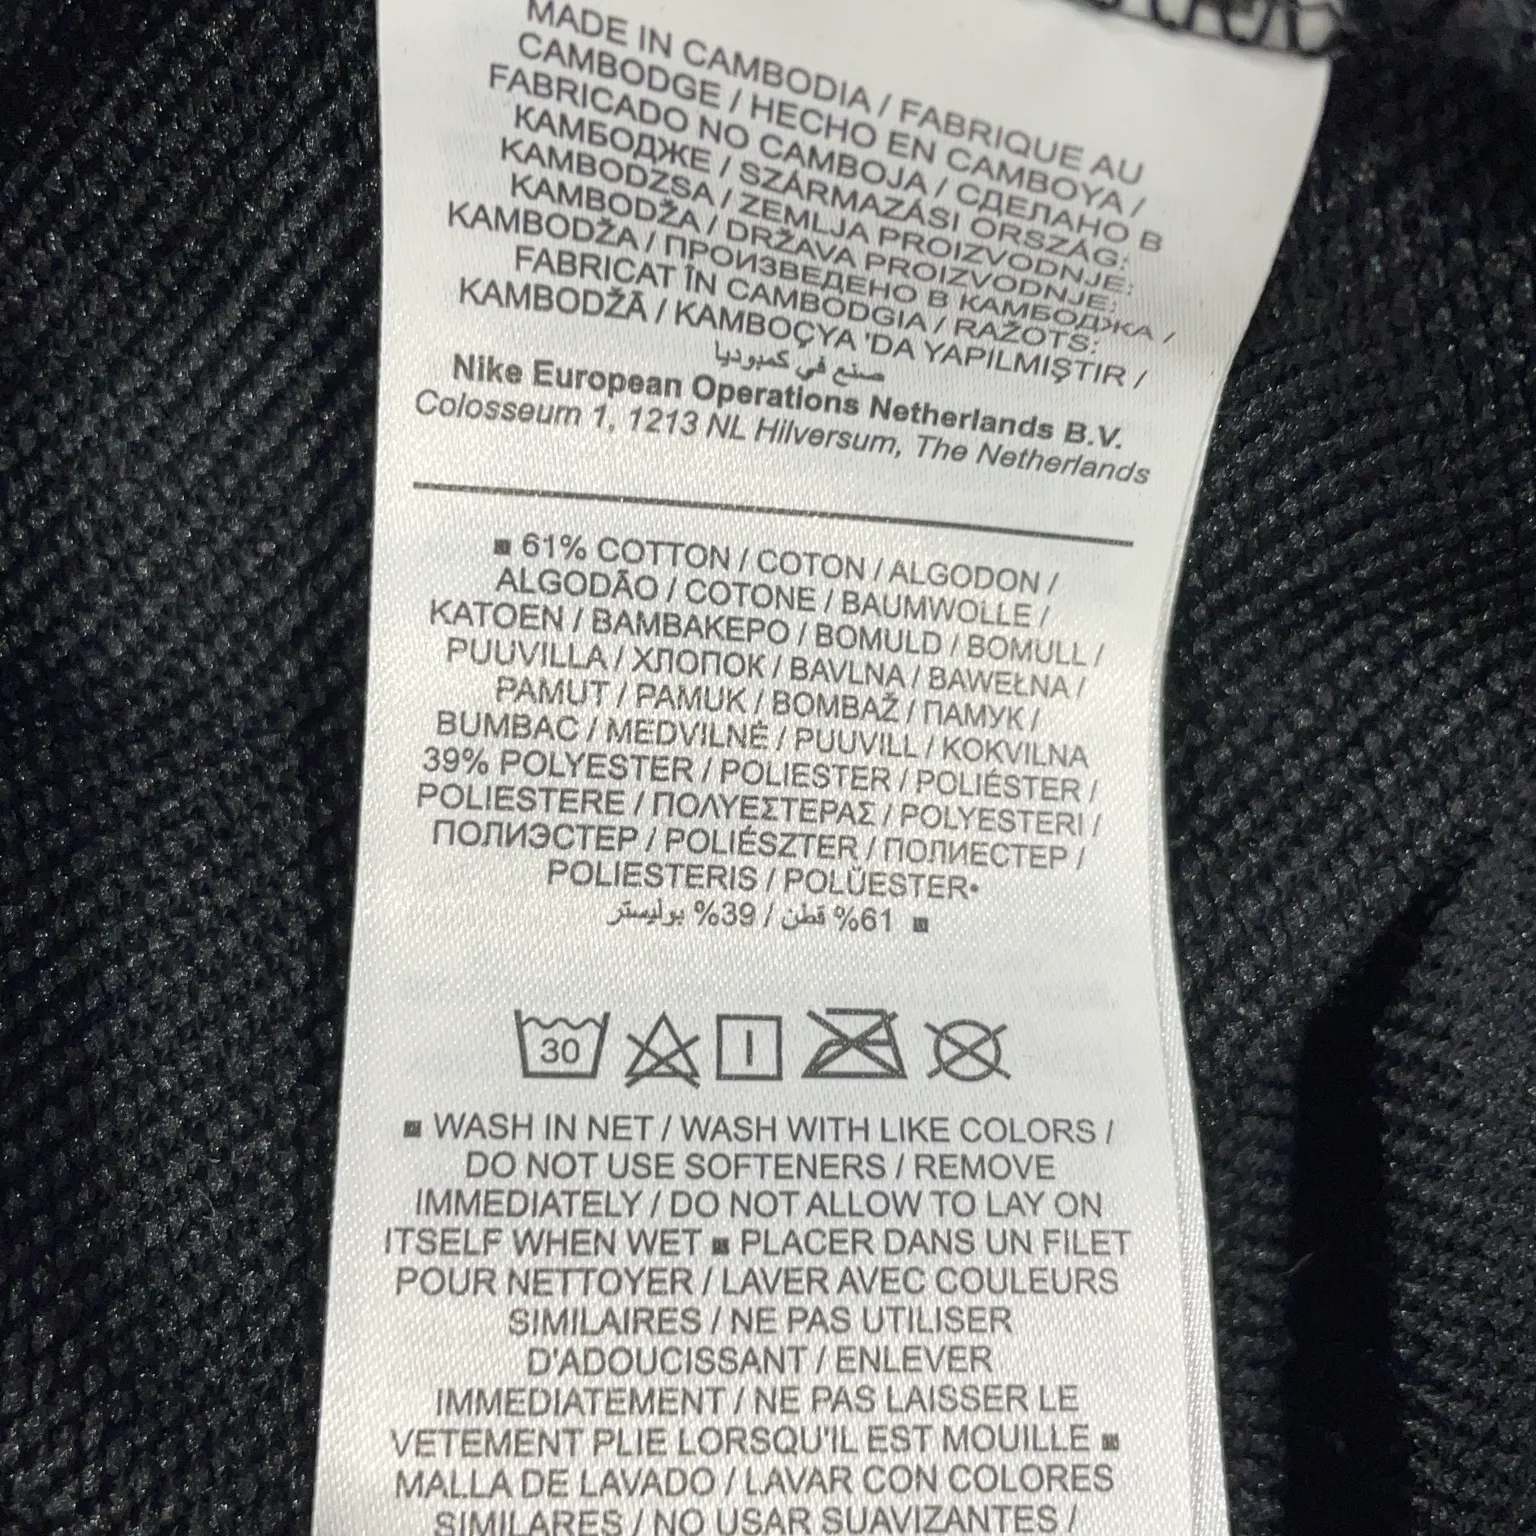 MADE IN CAMBODIA / FABRIQUE AU
CAMBODGE / HECHO EN CAMBOYA /
FABRICADO NO CAMBOJA / СДЕЛАНО В
КАМБОДЖЕ / SZÁRMAZÁSI ORSZÁG:
KAMBODZSA / ZEMLJA PROIZVODNJE:
KAMBODŽA / DRŽAVA PROIZVODNJE:
KAMBODŽA / ПРОИЗВЕДЕНО В КАМБОДЖА /
FABRICAT ÎN CAMBODGIA / RAŽOTS:
KAMBODŽĀ / KAMBOÇYA 'DA YAPILMIŞTIR /
صنع في كمبوديا
Nike European Operations Netherlands B.V.
Colosseum 1, 1213 NL Hilversum, The Netherlands
61% COTTON / COTON / ALGODON /
ALGODÃO / COTONE / BAUMWOLLE /
KATOEN / ΒΑΜΒΑΚΕΡΟ / BOMULD / BOMULL /
PUUVILLA / ХЛОПОК / BAVLNA / BAWEŁNA /
PAMUT / PAMUK / BOMBAŽ / ПАМУК /
BUMBAC / MEDVILNĖ / PUUVILL / KOKVILNA
39% POLYESTER / POLIESTER / POLIÉSTER /
POLIESTERE / ΠΟΛΥΕΣΤΕΡΑΣ / POLYESTERI /
ПОЛИЭСТЕР / POLIÉSZTER / ПОЛИЕСТЕР /
POLIESTERIS / POLÜESTER•
61% قطن / 39% بوليستر
30
WASH IN NET / WASH WITH LIKE COLORS /
DO NOT USE SOFTENERS / REMOVE
IMMEDIATELY / DO NOT ALLOW TO LAY ON
ITSELF WHEN WET ■ PLACER DANS UN FILET
POUR NETTOYER / LAVER AVEC COULEURS
SIMILAIRES / NE PAS UTILISER
D'ADOUCISSANT / ENLEVER
IMMEDIATEMENT / NE PAS LAISSER LE
VETEMENT PLIE LORSQU'IL EST MOUILLE ■
MALLA DE LAVADO / LAVAR CON COLORES
SIMILARES / NO USAR SUAVIZANTES /